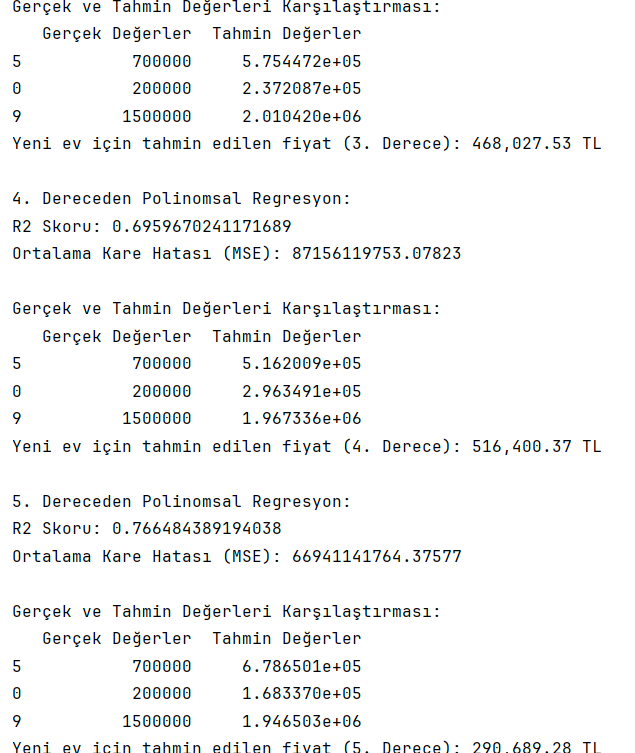 Gerçek ve Tahmin Değerleri Karşılaştırması:
Gerçek Değerler Tahmin Değerler
5 700000 5.754472e+05
0 200000 2.372087e+05
9 1500000 2.010420e+06
Yeni ev için tahmin edilen fiyat (3. Derece): 468,027.53 TL
4. Dereceden Polinomsal Regresyon:
R2 Skoru: 0.6959670241171689
Ortalama Kare Hatası (MSE): 87156119753.07823
Gerçek ve Tahmin Değerleri Karşılaştırması:
Gerçek Değerler Tahmin Değerler
5 700000 5.162009e+05
0 200000 2.963491e+05
9 1500000 1.967336e+06
Yeni ev için tahmin edilen fiyat (4. Derece): 516,400.37 TL
5. Dereceden Polinomsal Regresyon:
R2 Skoru: 0.766484389194038
Ortalama Kare Hatası (MSE): 66941141764.37577
Gerçek ve Tahmin Değerleri Karşılaştırması:
Gerçek Değerler Tahmin Değerler
5 700000 6.786501e+05
0 200000 1.683370e+05
9 1500000 1.946503e+06
Yeni ev için tahmin edilen fiyat (5. Derece): 290,689.28 TL